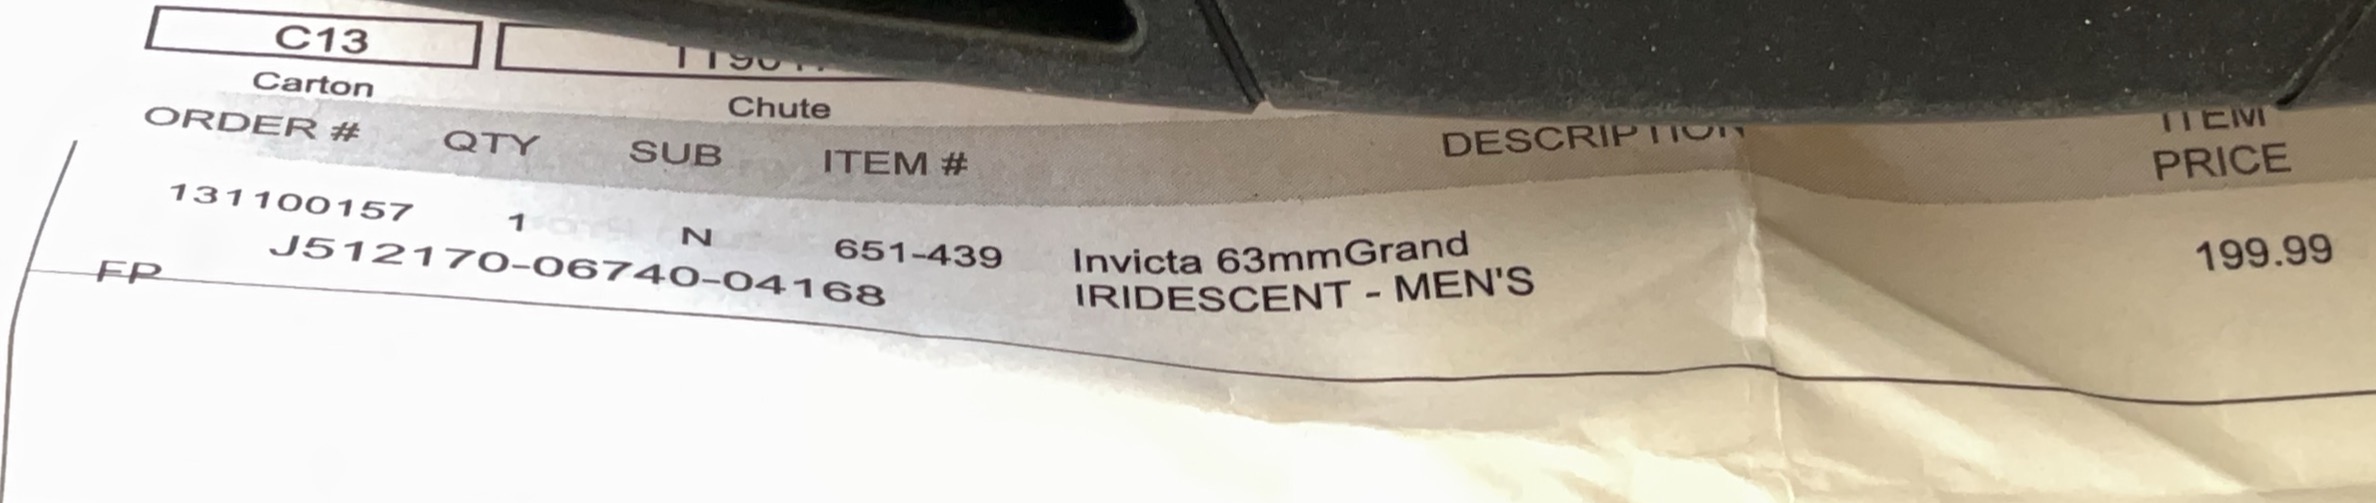 C13
Carton
Chute
ORDER # QTY SUB ITEM # DESCRIPTION ITEM PRICE
131100157 1 N 651-439 Invicta 63mmGrand 199.99
J512170-06740-04168 IRIDESCENT - MEN'S
FP